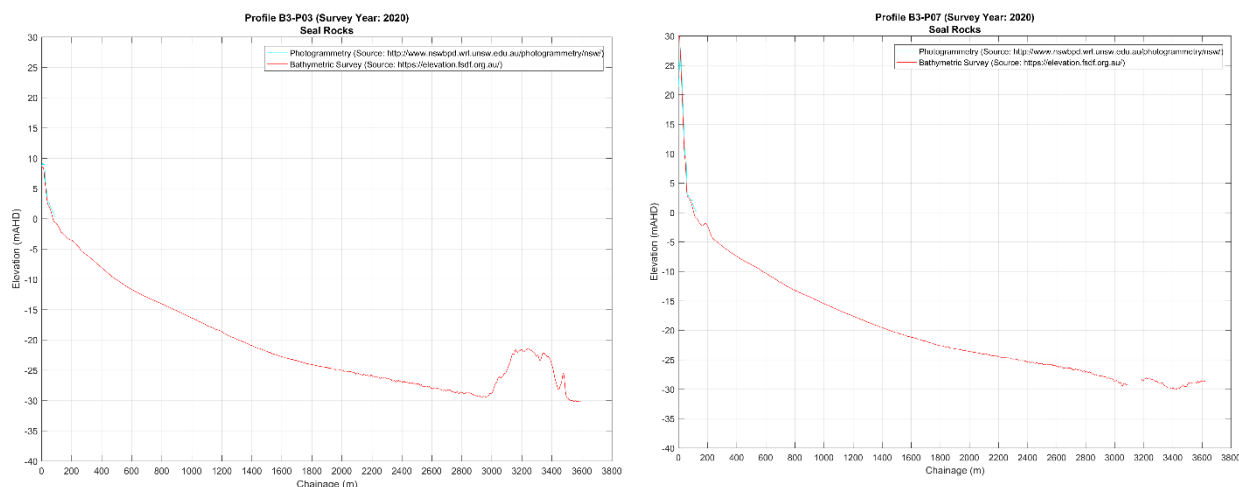 Profile B3-P03 (Survey Year: 2020)
Seal Rocks
Photogrammetry (Source: http://www.nswbpd.wrl.unsw.edu.au/photogrammetry/nsw/)
Bathymetric Survey (Source: https://elevation.fsdf.org.au/)
Elevation (mAHD)
30
25
20
15
10
5
0
-5
-10
-15
-20
-25
-30
-35
-40
0 200 400 600 800 1000 1200 1400 1600 1800 2000 2200 2400 2600 2800 3000 3200 3400 3600 3800
Chainage (m)
Profile B3-P07 (Survey Year: 2020)
Seal Rocks
Photogrammetry (Source: http://www.nswbpd.wrl.unsw.edu.au/photogrammetry/nsw/)
Bathymetric Survey (Source: https://elevation.fsdf.org.au/)
Elevation (mAHD)
30
25
20
15
10
5
0
-5
-10
-15
-20
-25
-30
-35
-40
0 200 400 600 800 1000 1200 1400 1600 1800 2000 2200 2400 2600 2800 3000 3200 3400 3600 3800
Chainage (m)